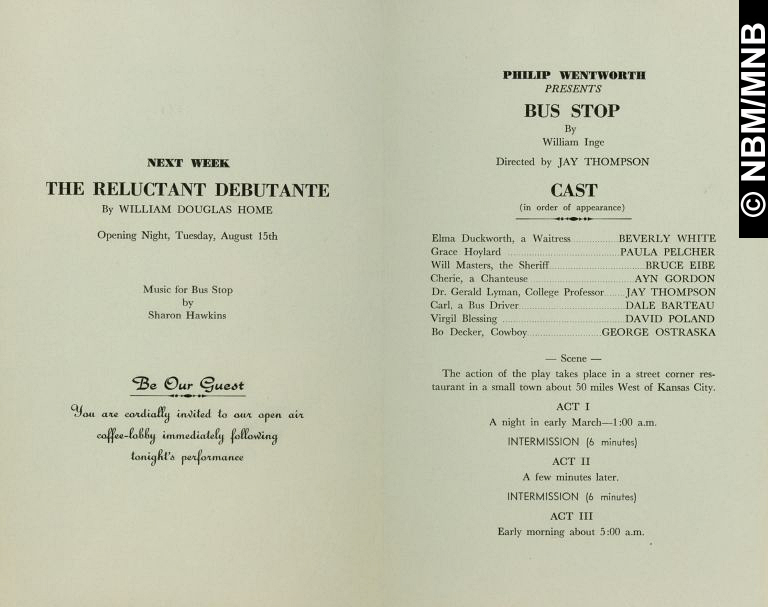 NEXT WEEK
THE RELUCTANT DEBUTANTE
By WILLIAM DOUGLAS HOME
Opening Night, Tuesday, August 15th
Music for Bus Stop
by
Sharon Hawkins
Be Our Guest
You are cordially invited to our open air
coffee-lobby immediately following
tonight's performance
PHILIP WENTWORTH
PRESENTS
BUS STOP
By
William Inge
Directed by JAY THOMPSON
CAST
(in order of appearance)
Elma Duckworth, a Waitress..............BEVERLY WHITE
Grace Hoylard ..................................PAULA PELCHER
Will Masters, the Sheriff.............................BRUCE EIBE
Cherie, a Chanteuse ................................AYN GORDON
Dr. Gerald Lyman, College Professor......JAY THOMPSON
Carl, a Bus Driver................................DALE BARTEAU
Virgil Blessing ......................................DAVID POLAND
Bo Decker, Cowboy......................GEORGE OSTRASKA
— Scene —
The action of the play takes place in a street corner res-
taurant in a small town about 50 miles West of Kansas City.
ACT I
A night in early March—1:00 a.m.
INTERMISSION (6 minutes)
ACT II
A few minutes later.
INTERMISSION (6 minutes)
ACT III
Early morning about 5:00 a.m.
© NBM/MNB